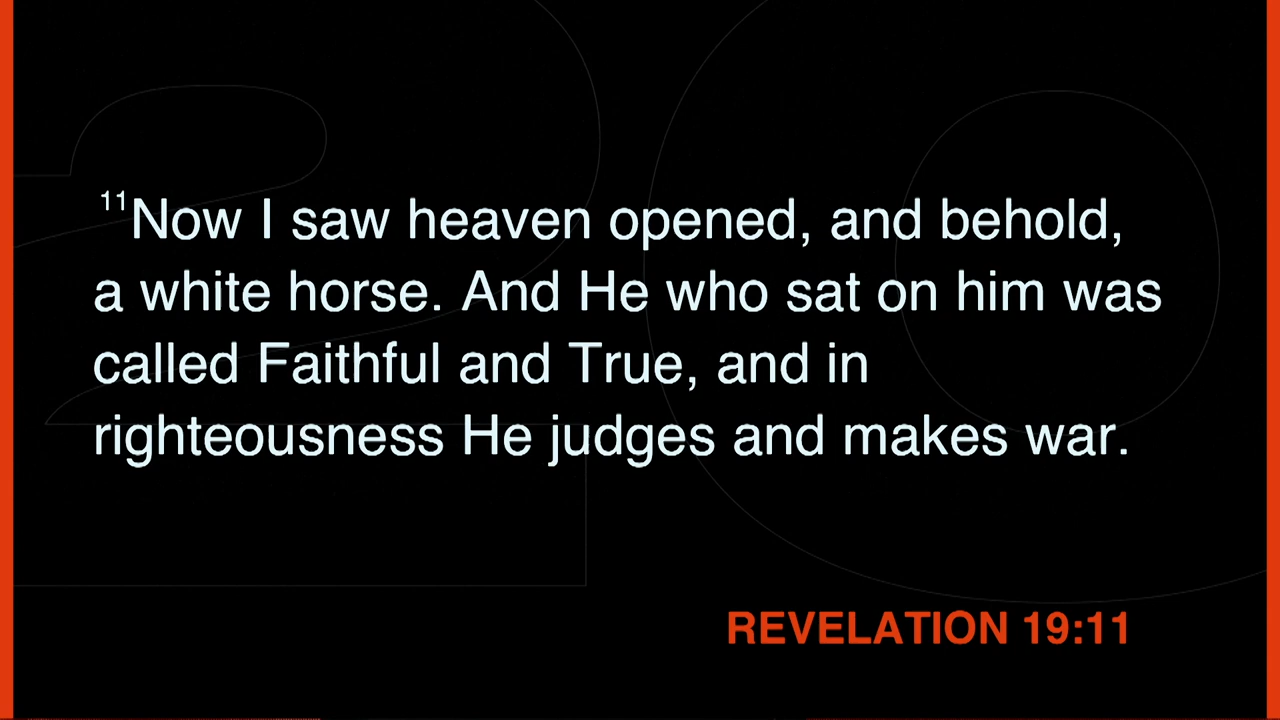 11Now I saw heaven opened, and behold,
a white horse. And He who sat on him was
called Faithful and True, and in
righteousness He judges and makes war.
REVELATION 19:11
20